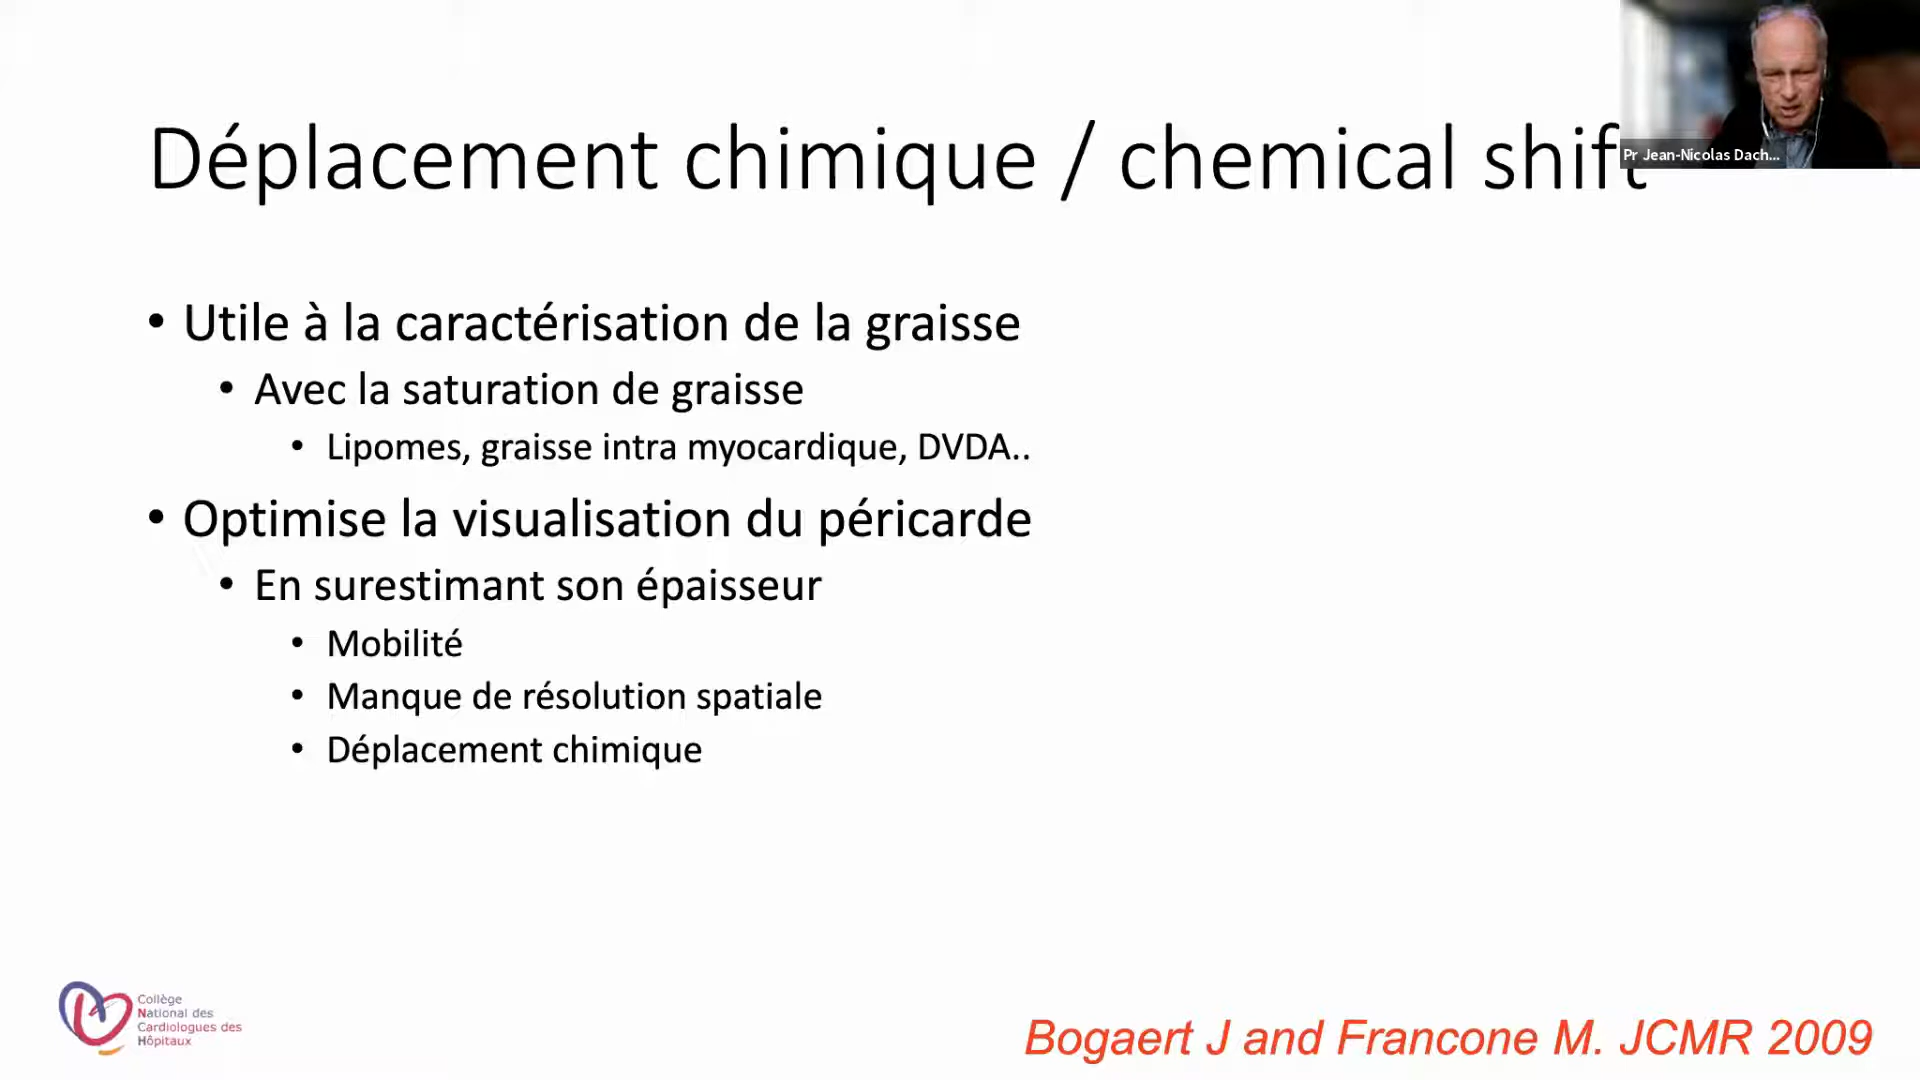 Déplacement chimique / chemical shift
Pr Jean-Nicolas Dach...
• Utile à la caractérisation de la graisse
• Avec la saturation de graisse
• Lipomes, graisse intra myocardique, DVDA..
• Optimise la visualisation du péricarde
• En surestimant son épaisseur
• Mobilité
• Manque de résolution spatiale
• Déplacement chimique
Collège
National des
Cardiologues des
Hôpitaux
Bogaert J and Francone M. JCMR 2009